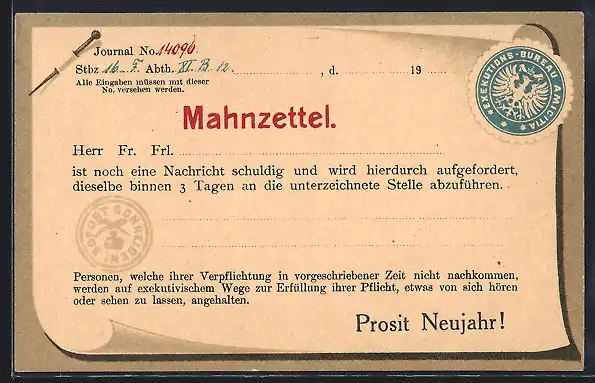 Journal No. 14096.
Stbz 16. F. Abth. XI. B. 12. , d. 19
Alle Eingaben müssen mit dieser
No. versehen werden.
EXEKUTIONS-BUREAU AMICITIA
Mahnzettel.
Herr Fr. Frl.
ist noch eine Nachricht schuldig und wird hierdurch aufgefordert,
dieselbe binnen 3 Tagen an die unterzeichnete Stelle abzuführen.
SOFORT SCHREIBEN!
Personen, welche ihrer Verpflichtung in vorgeschriebener Zeit nicht nachkommen,
werden auf exekutivischem Wege zur Erfüllung ihrer Pflicht, etwas von sich hören
oder sehen zu lassen, angehalten.
Prosit Neujahr!